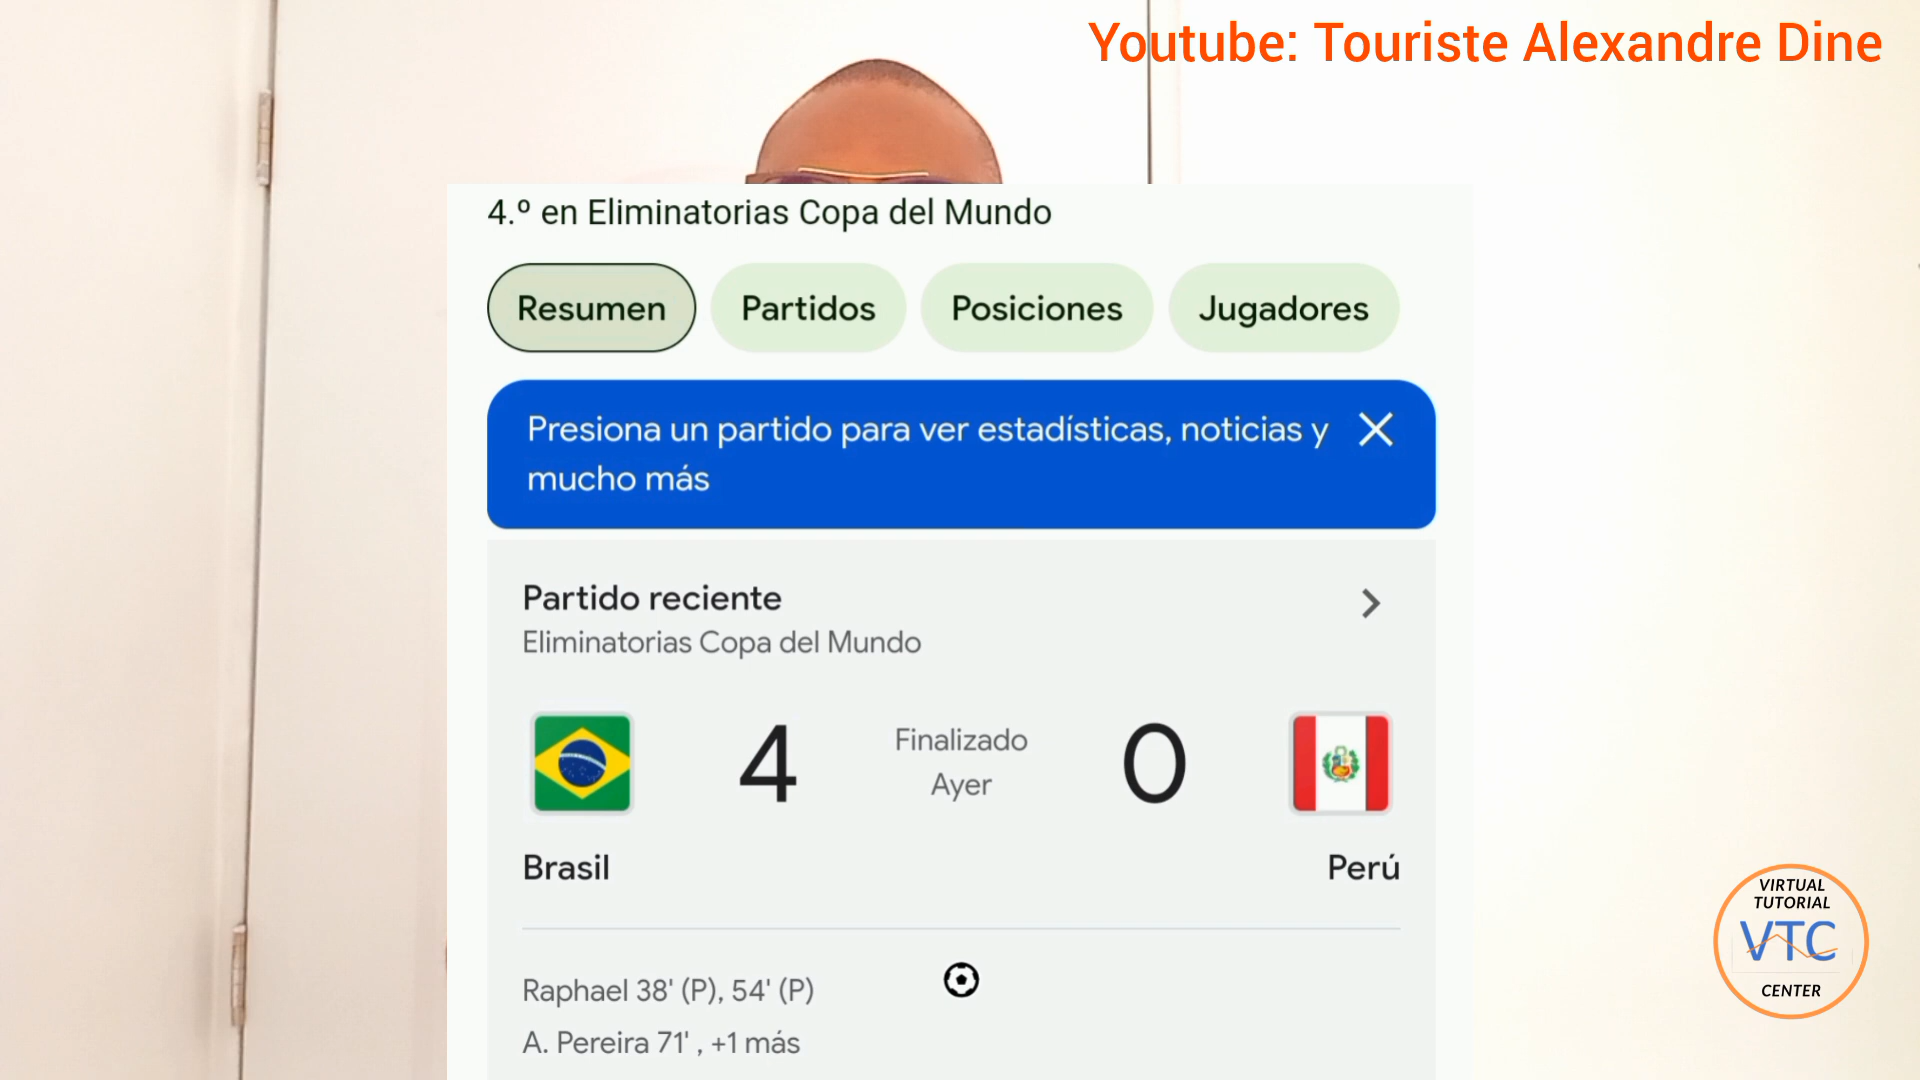 Youtube: Touriste Alexandre Dine
4.º en Eliminatorias Copa del Mundo
Resumen
Partidos
Posiciones
Jugadores
Presiona un partido para ver estadísticas, noticias y
mucho más
Partido reciente
Eliminatorias Copa del Mundo
4
Finalizado
Ayer
0
Brasil
Perú
Raphael 38' (P), 54' (P)
A. Pereira 71' , +1 más
VIRTUAL
TUTORIAL
VTC
CENTER